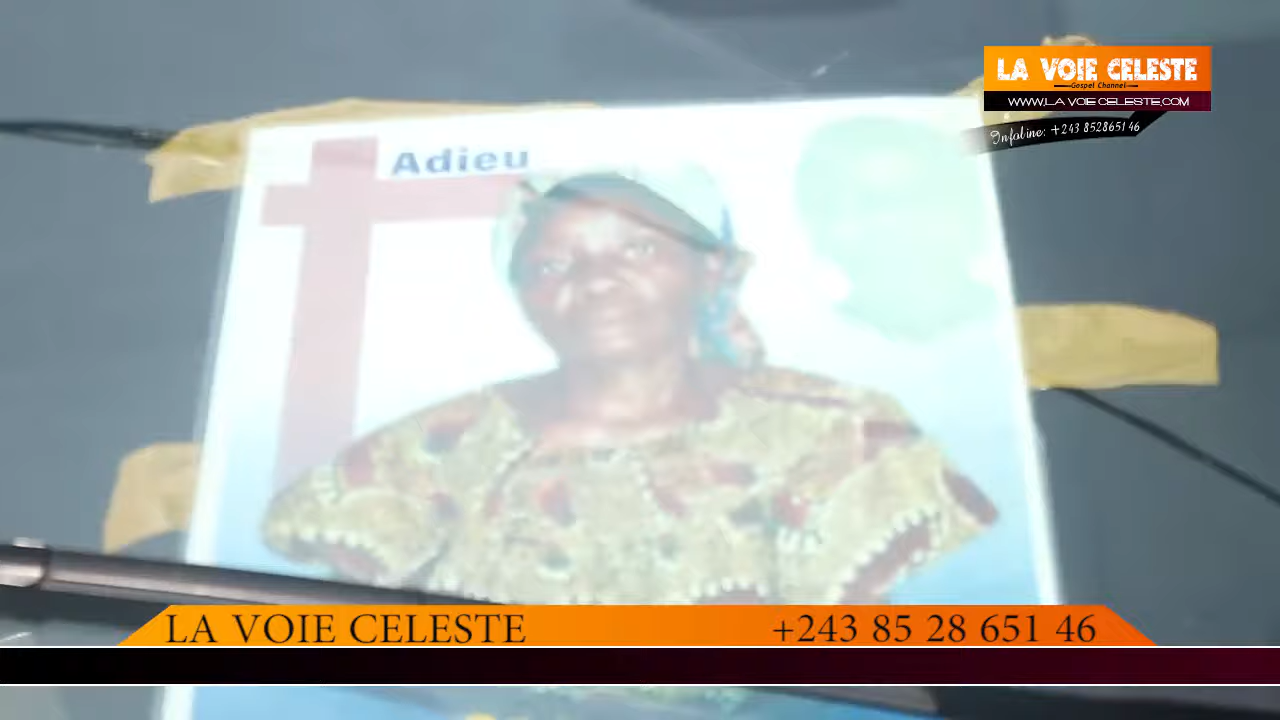 LA VOIE CELESTE
Gospel Channel
WWW.LAVOIECELESTE.COM
Infoline: +243 852865146
Adieu
LA VOIE CELESTE
+243 85 28 651 46